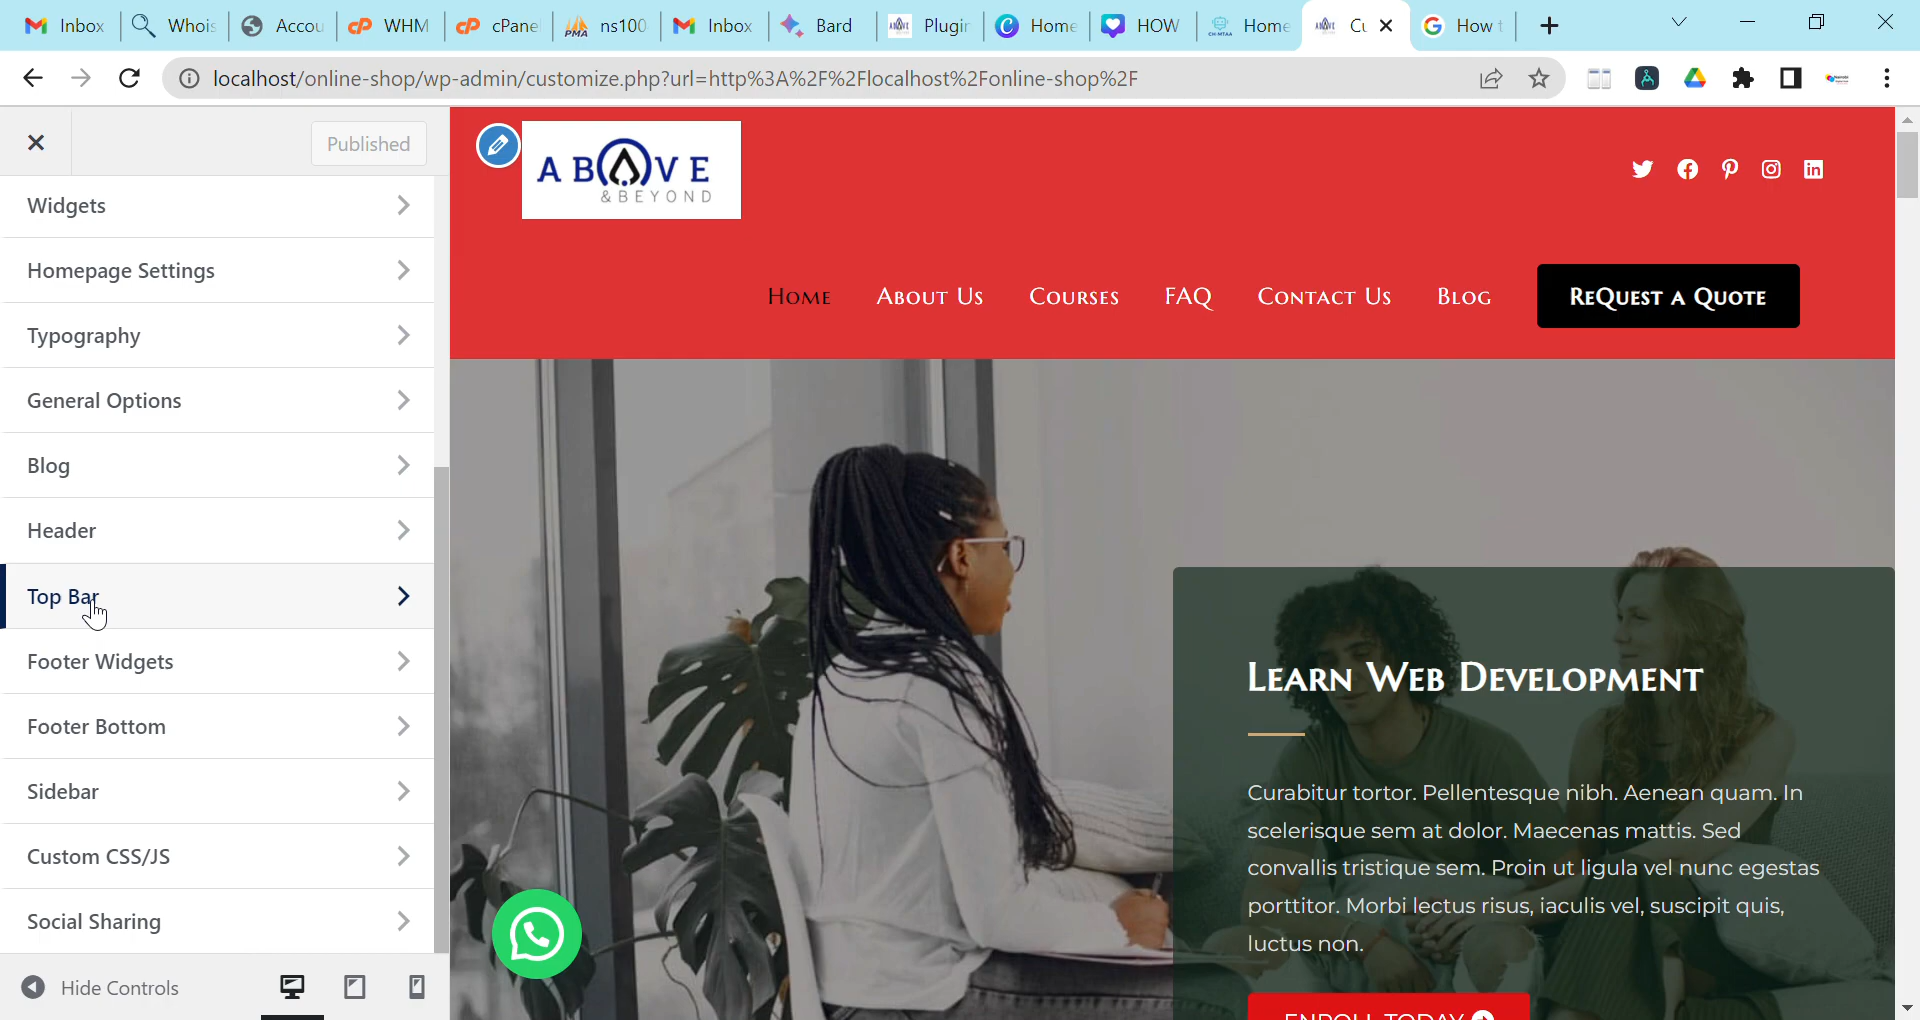 Inbox
Whois
Accou
WHM
cPane
ns100
Inbox
Bard
Plugin
Home
HOW
Home
Cu
How t
localhost/online-shop/wp-admin/customize.php?url=http%3A%2F%2Flocalhost%2Fonline-shop%2F
Published
Widgets
Homepage Settings
Typography
General Options
Blog
Header
Top Bar
Footer Widgets
Footer Bottom
Sidebar
Custom CSS/JS
Social Sharing
Hide Controls
ABOVE
& BEYOND
Home
About Us
Courses
FAQ
Contact Us
Blog
ReQuest a Quote
Learn Web Development
Curabitur tortor. Pellentesque nibh. Aenean quam. In
scelerisque sem at dolor. Maecenas mattis. Sed
convallis tristique sem. Proin ut ligula vel nunc egestas
porttitor. Morbi lectus risus, iaculis vel, suscipit quis,
luctus non.
ENROLL TODAY